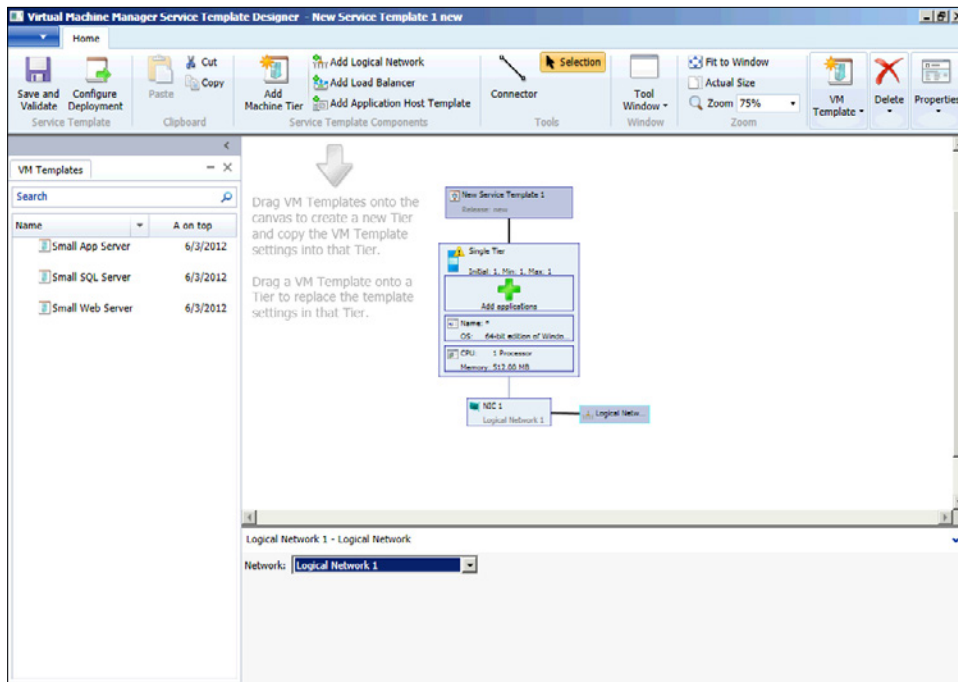 Virtual Machine Manager Service Template Designer - New Service Template 1 new
Home
Save and Validate
Configure Deployment
Service Template
Paste
Cut
Copy
Clipboard
Add Machine Tier
Add Logical Network
Add Load Balancer
Add Application Host Template
Service Template Components
Connector
Selection
Tools
Tool Window
Window
Fit to Window
Actual Size
Zoom 75%
Zoom
VM Template
Delete
Properties
VM Templates
Search
Name A on top
Small App Server 6/3/2012
Small SQL Server 6/3/2012
Small Web Server 6/3/2012
Drag VM Templates onto the
canvas to create a new Tier
and copy the VM Template
settings into that Tier.
Drag a VM Template onto a
Tier to replace the template
settings in that Tier.
New Service Template 1
Release: new
Single Tier
Initial: 1, Min: 1, Max: 1
Add applications
Name: *
OS: 64-bit edition of Windo...
CPU: 1 Processor
Memory: 512.00 MB
NIC 1
Logical Network 1
Logical Netw...
Logical Network 1 - Logical Network
Network: Logical Network 1